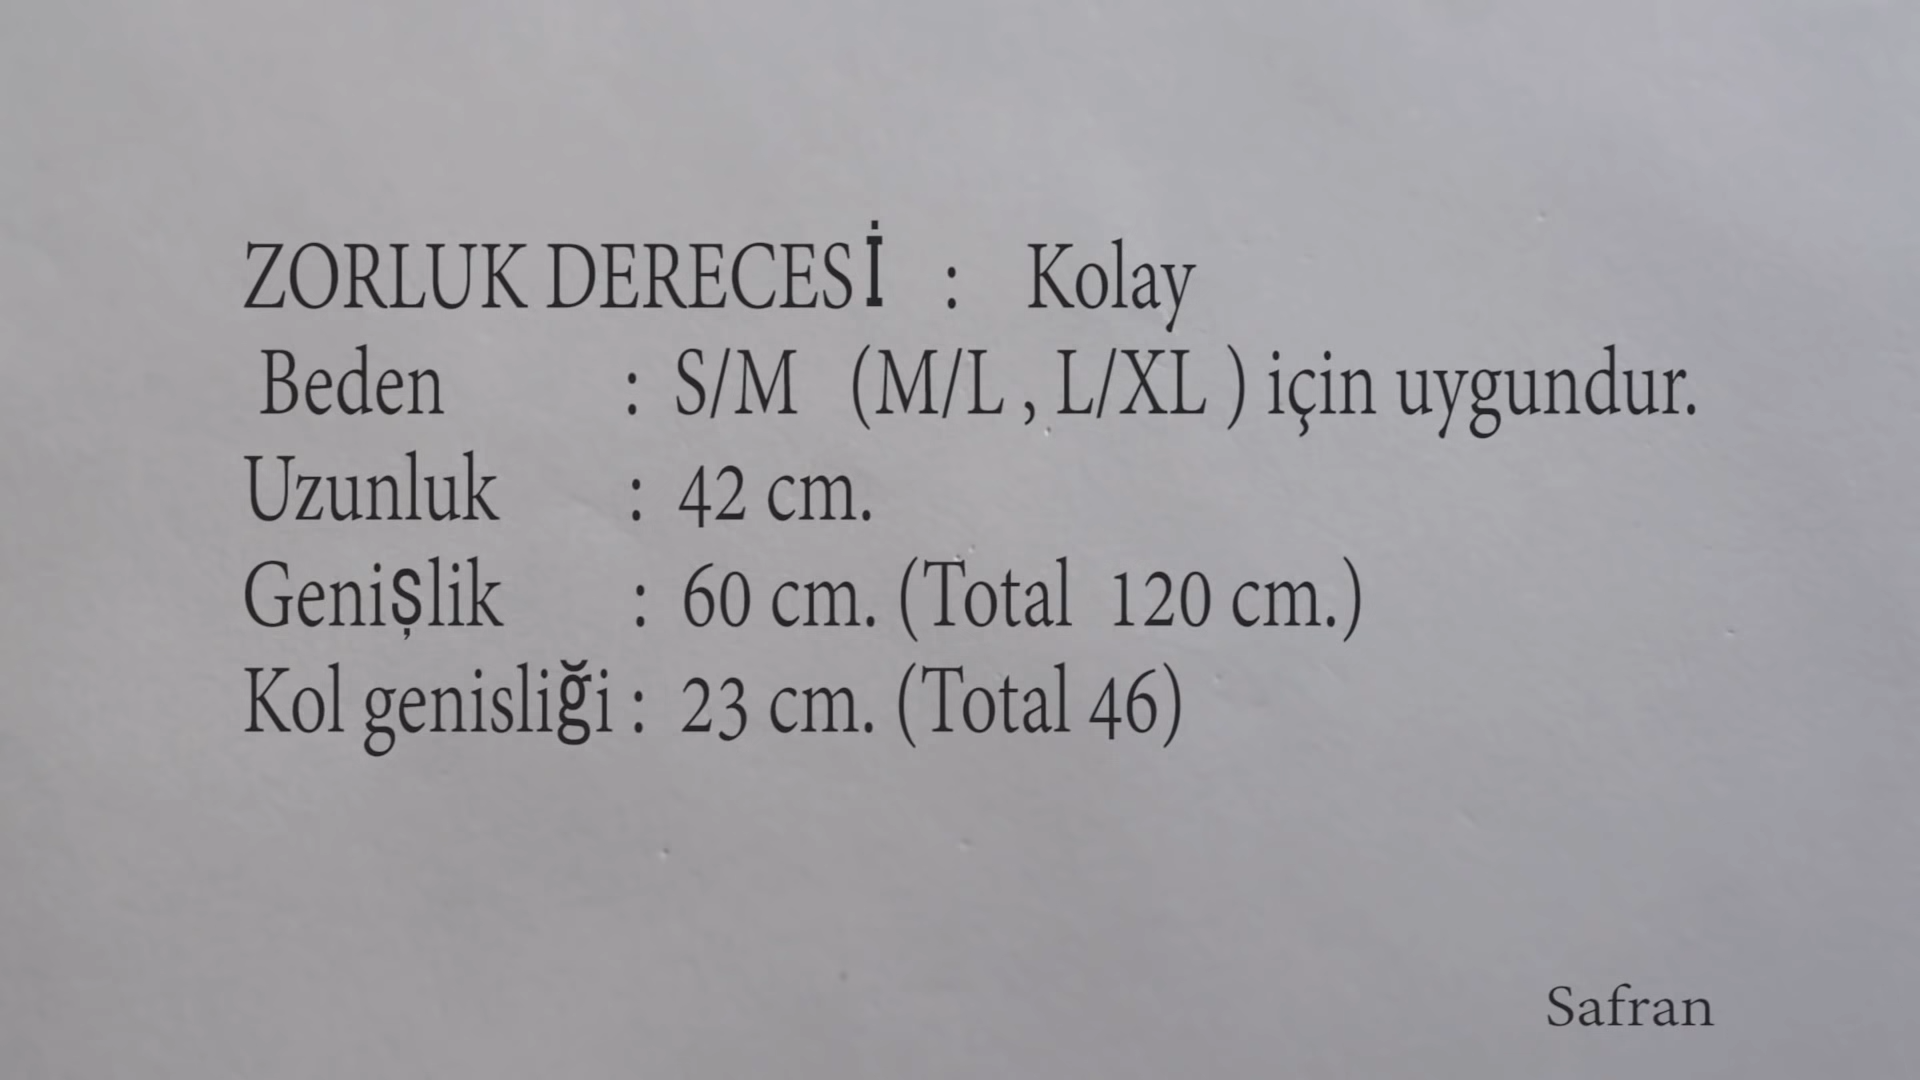 ZORLUK DERECESİ : Kolay
Beden : S/M (M/L , L/XL ) için uygundur.
Uzunluk : 42 cm.
Genişlik : 60 cm. (Total 120 cm.)
Kol genisliği : 23 cm. (Total 46)
Safran